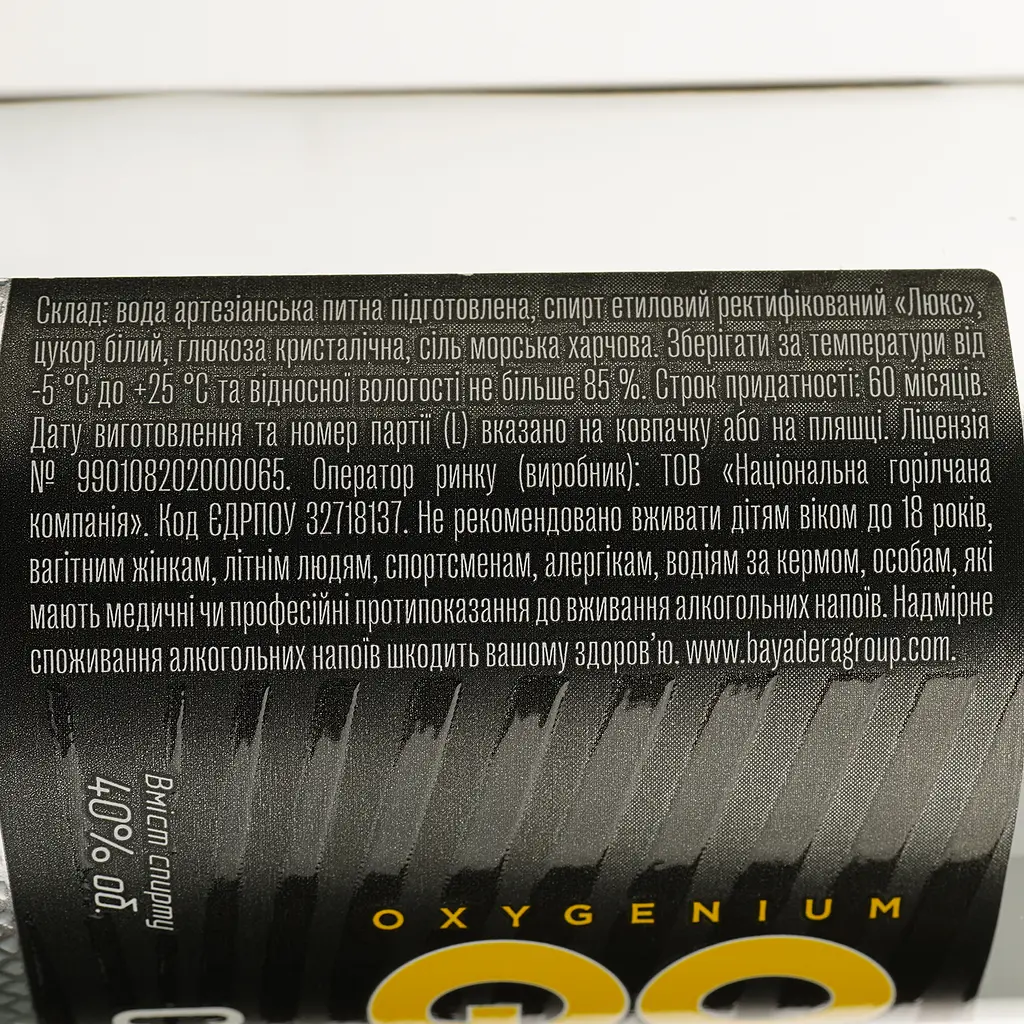 Склад: вода артезіанська питна підготовлена, спирт етиловий ректифікований «Люкс»,
цукор білий, глюкоза кристалічна, сіль морська харчова. Зберігати за температури від
-5 °C до +25 °C та відносної вологості не більше 85 %. Строк придатності: 60 місяців.
Дату виготовлення та номер партії (L) вказано на ковпачку або на пляшці. Ліцензія
№ 990108202000065. Оператор ринку (виробник): ТОВ «Національна горілчана
компанія». Код ЄДРПОУ 32718137. Не рекомендовано вживати дітям віком до 18 років,
вагітним жінкам, літнім людям, спортсменам, алергікам, водіям за кермом, особам, які
мають медичні чи професійні протипоказання до вживання алкогольних напоїв. Надмірне
споживання алкогольних напоїв шкодить вашому здоров’ю. www.bayaderagroup.com.
Вміст спирту
40% об.
OXYGENIUM